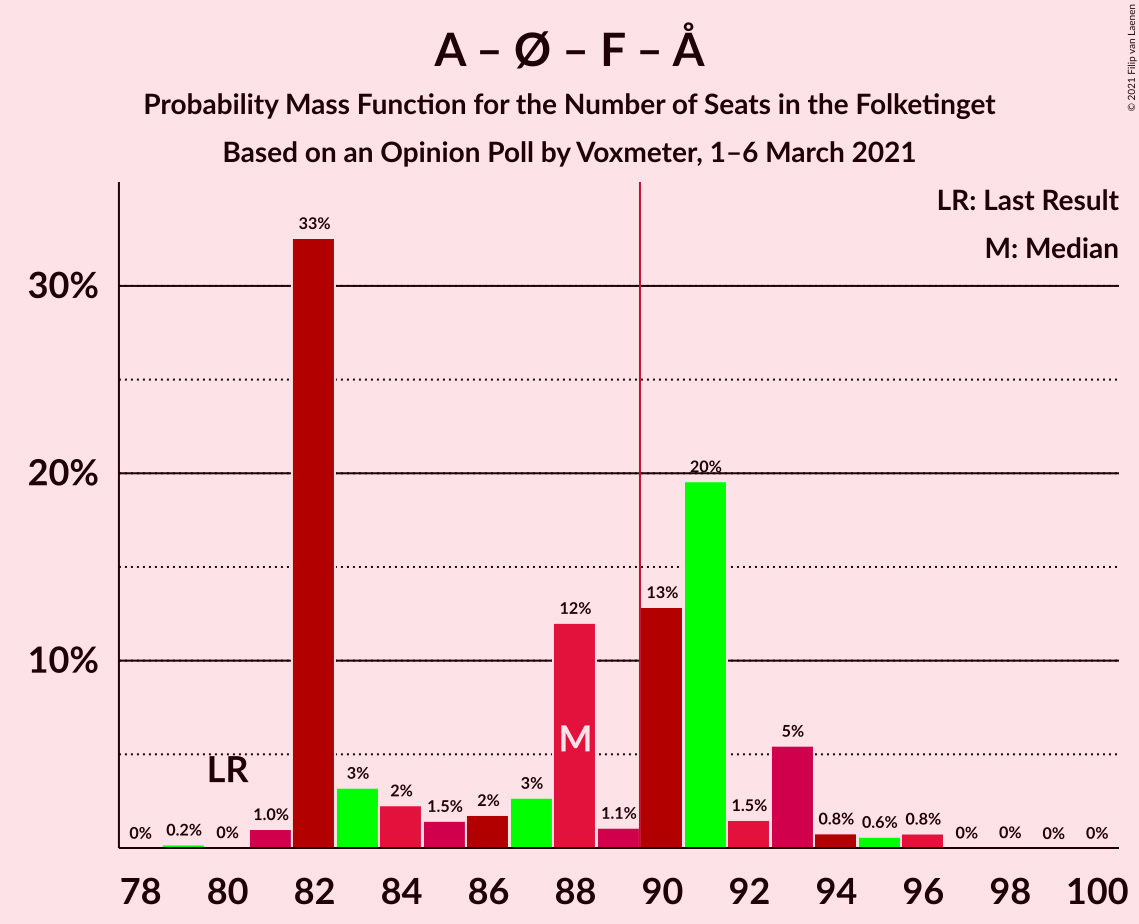 A – Ø – F – Å
Probability Mass Function for the Number of Seats in the Folketinget
Based on an Opinion Poll by Voxmeter, 1–6 March 2021
© 2021 Filip van Laenen
LR: Last Result
M: Median
30%
20%
10%
0%
0.2%
0%
1.0%
33%
3%
2%
1.5%
2%
3%
12%
1.1%
13%
20%
1.5%
5%
0.8%
0.6%
0.8%
0%
0%
0%
0%
LR
M
78 80 82 84 86 88 90 92 94 96 98 100